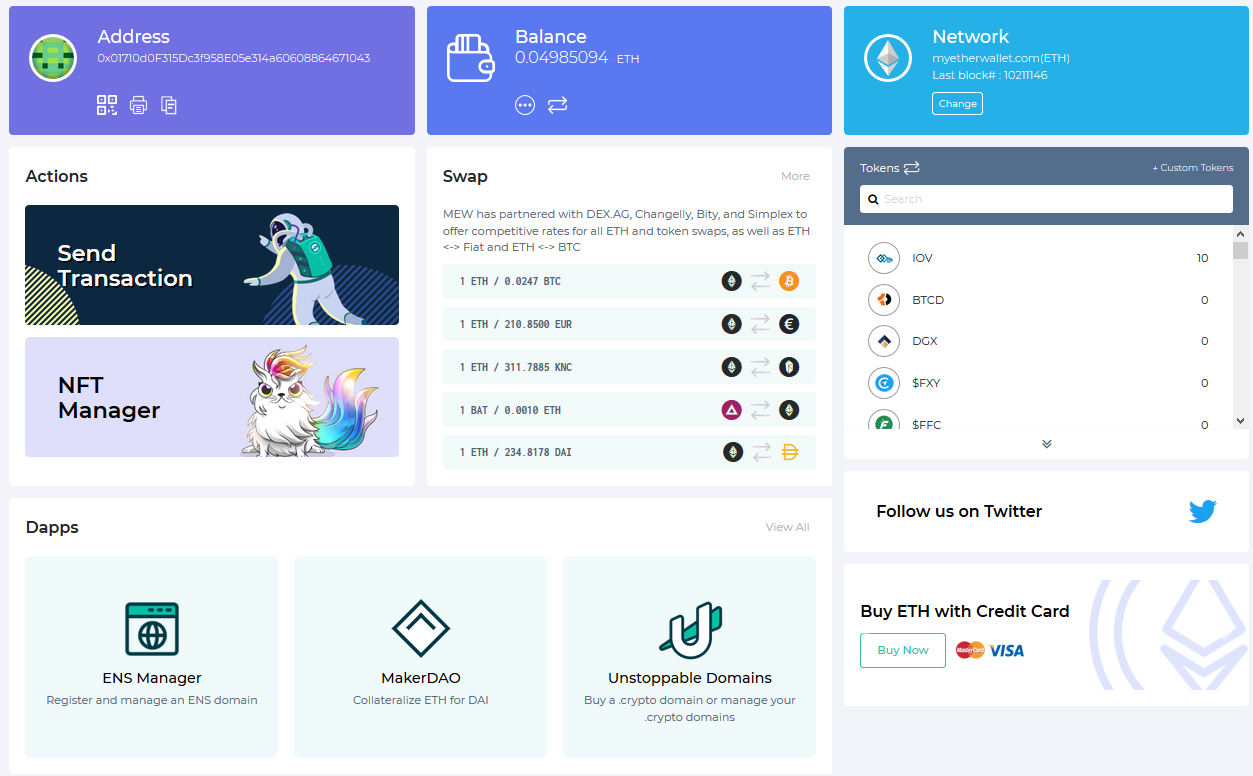 Address
0x01710d0F315Dc3f958E05e314a60608864671043
Balance
0.04985094 ETH
Network
myetherwallet.com(ETH)
Last block# : 10211146
Change
Actions
Send
Transaction
NFT
Manager
Swap
More
MEW has partnered with DEX.AG, Changelly, Bity, and Simplex to
offer competitive rates for all ETH and token swaps, as well as ETH
<-> Fiat and ETH <-> BTC
1 ETH / 0.0247 BTC
1 ETH / 210.8500 EUR
1 ETH / 311.7885 KNC
1 BAT / 0.0010 ETH
1 ETH / 234.8178 DAI
Tokens
+ Custom Tokens
Search
IOV 10
BTCD 0
DGX 0
$FXY 0
$FFC 0
Follow us on Twitter
Buy ETH with Credit Card
Buy Now
MasterCard VISA
Dapps
View All
ENS Manager
Register and manage an ENS domain
MakerDAO
Collateralize ETH for DAI
Unstoppable Domains
Buy a .crypto domain or manage your
.crypto domains